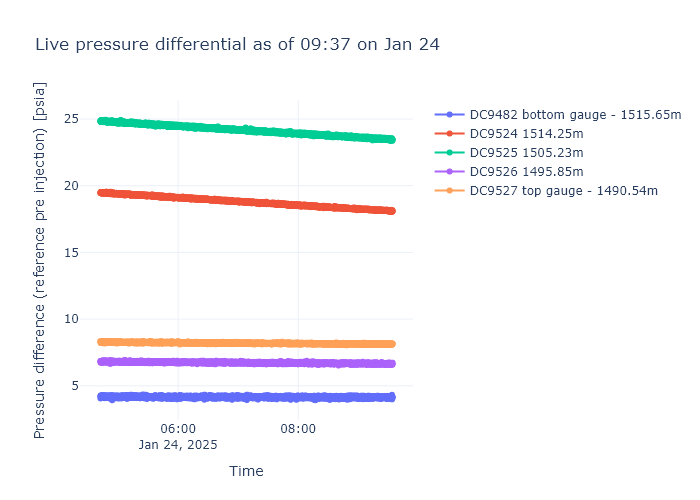 Live pressure differential as of 09:37 on Jan 24
Pressure difference (reference pre injection) [psia]
25
20
15
10
5
06:00
Jan 24, 2025
08:00
Time
DC9482 bottom gauge - 1515.65m
DC9524 1514.25m
DC9525 1505.23m
DC9526 1495.85m
DC9527 top gauge - 1490.54m